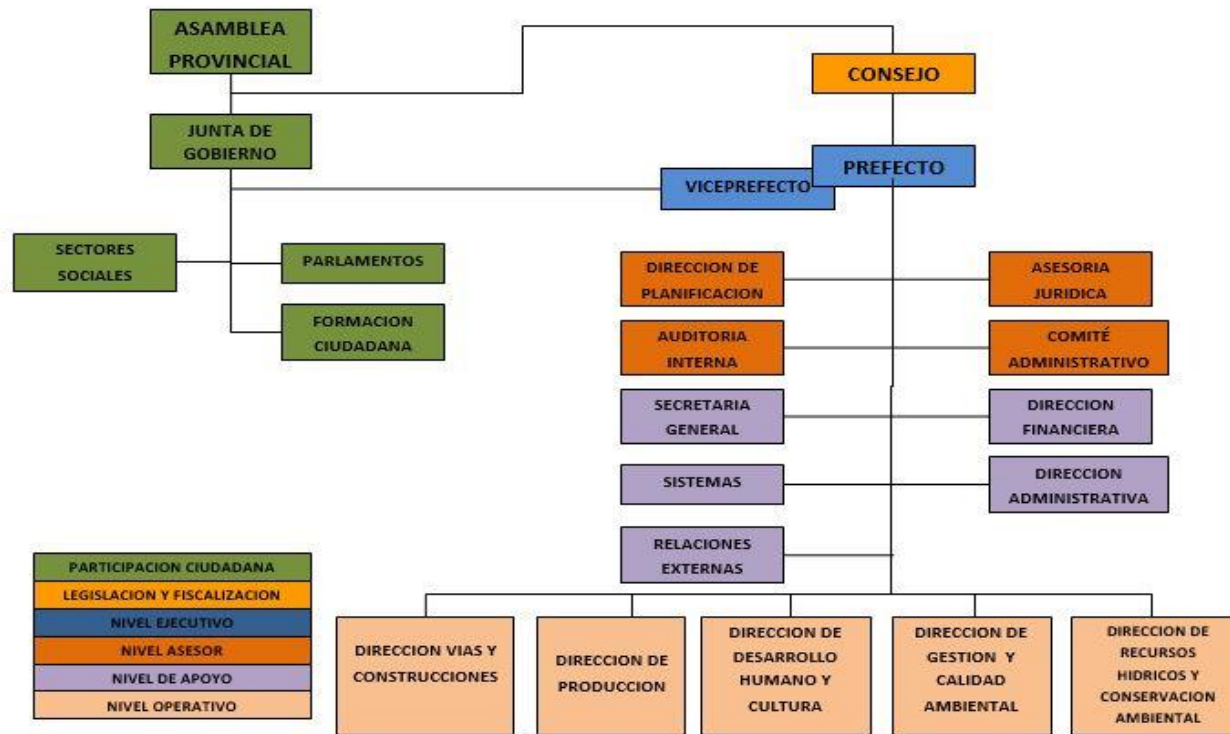 ASAMBLEA
PROVINCIAL
CONSEJO
JUNTA DE
GOBIERNO
PREFECTO
VICEPREFECTO
SECTORES
SOCIALES
PARLAMENTOS
FORMACION
CIUDADANA
DIRECCION DE
PLANIFICACION
ASESORIA
JURIDICA
AUDITORIA
INTERNA
COMITÉ
ADMINISTRATIVO
SECRETARIA
GENERAL
DIRECCION
FINANCIERA
SISTEMAS
DIRECCION
ADMINISTRATIVA
RELACIONES
EXTERNAS
PARTICIPACION CIUDADANA
LEGISLACION Y FISCALIZACION
NIVEL EJECUTIVO
NIVEL ASESOR
NIVEL DE APOYO
NIVEL OPERATIVO
DIRECCION VIAS Y
CONSTRUCCIONES
DIRECCION DE
PRODUCCION
DIRECCION DE
DESARROLLO
HUMANO Y
CULTURA
DIRECCION DE
GESTION Y
CALIDAD
AMBIENTAL
DIRECCION DE
RECURSOS
HIDRICOS Y
CONSERVACION
AMBIENTAL